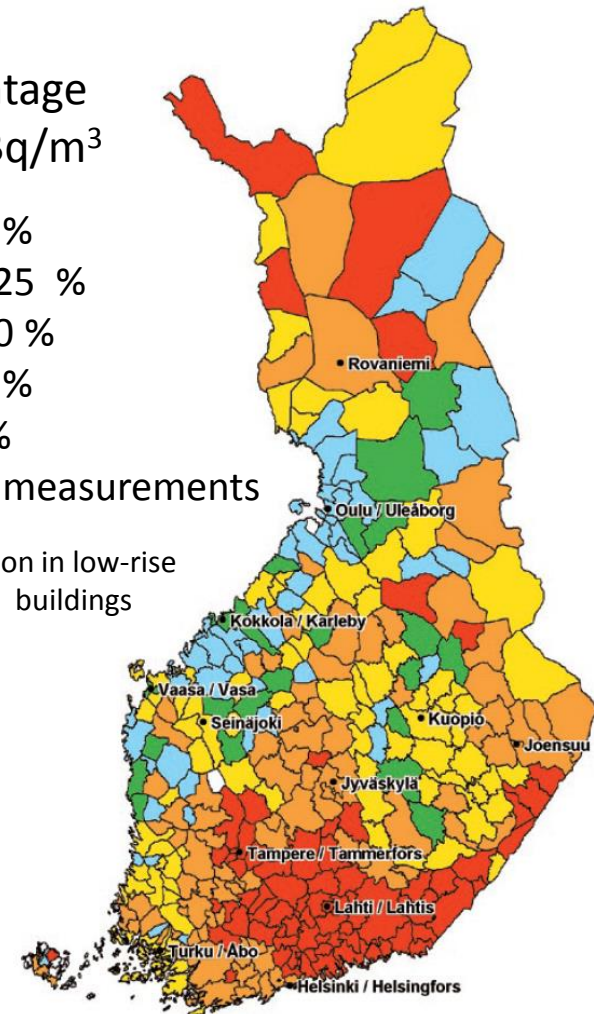 tage
Bq/m³
%
25 %
0 %
%
%
measurements
on in low-rise
buildings
Rovaniemi
Oulu / Uleåborg
Kokkola / Karleby
Vaasa / Vasa
Seinäjoki
Kuopio
Joensuu
Jyväskylä
Tampere / Tammerfors
Lahti / Lahtis
Turku / Åbo
Helsinki / Helsingfors